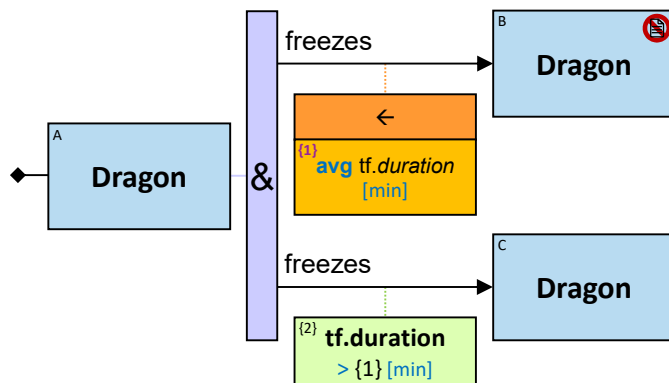 freezes
B
Dragon
A
Dragon
&
←
{1}
avg tf.duration
[min]
freezes
C
Dragon
{2} tf.duration
> {1} [min]